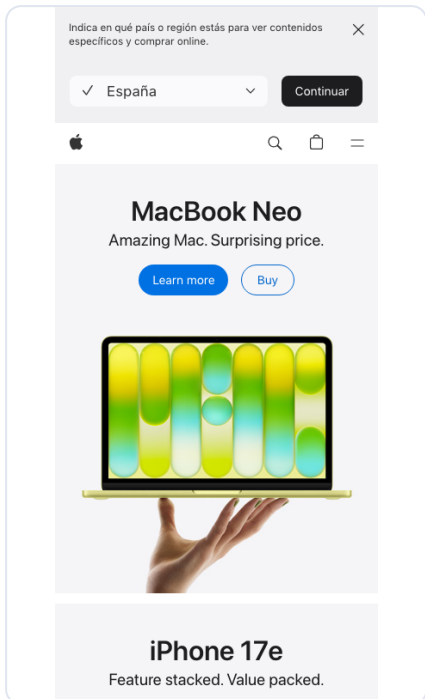 Indica en qué país o región estás para ver contenidos
específicos y comprar online.
España
Continuar
MacBook Neo
Amazing Mac. Surprising price.
Learn more
Buy
iPhone 17e
Feature stacked. Value packed.